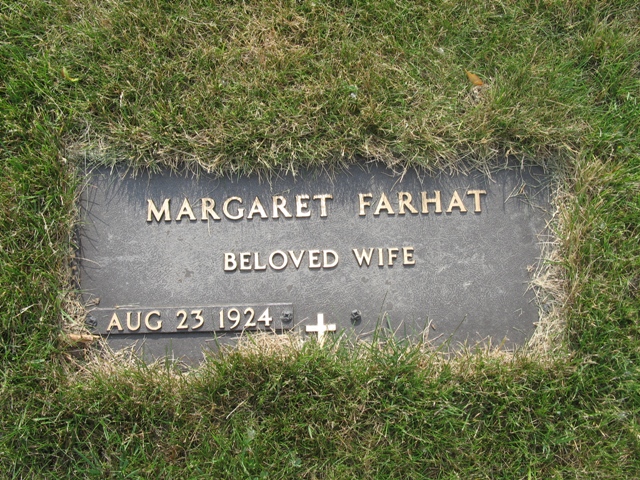 MARGARET FARHAT
BELOVED WIFE
AUG 23 1924